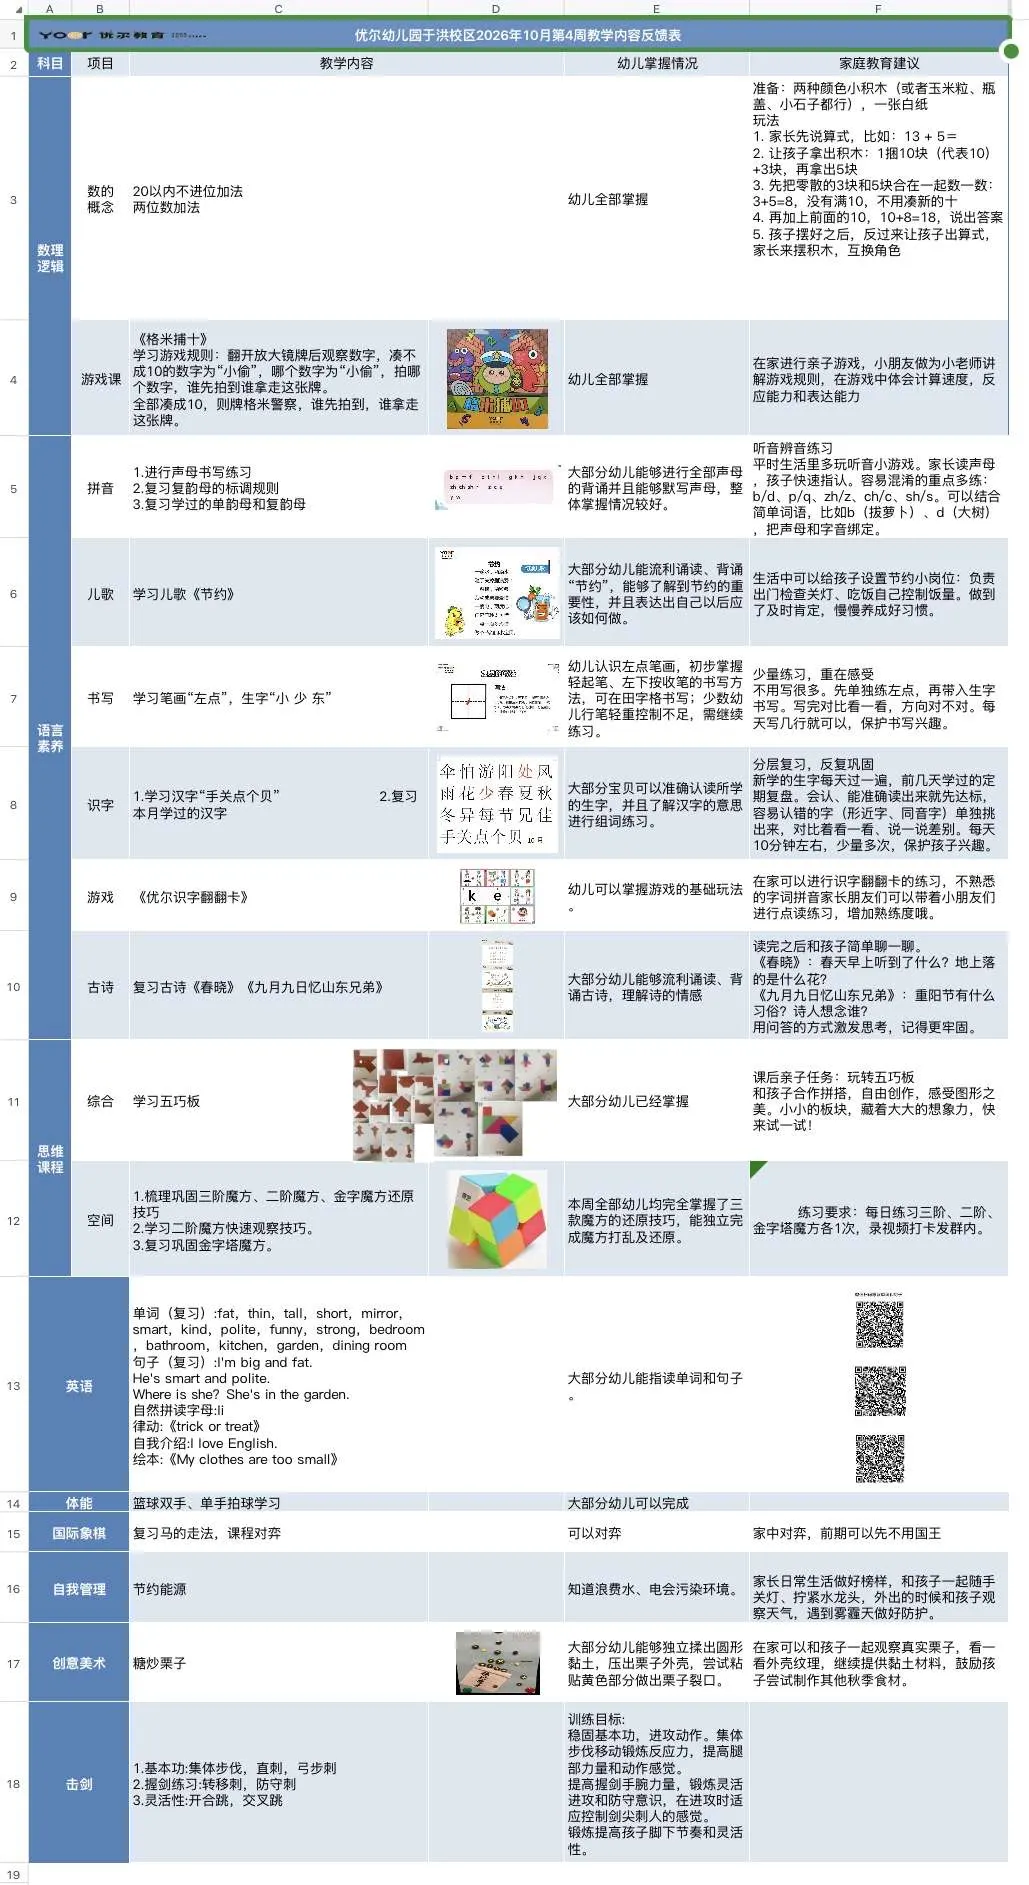 A B C D E F
1 YOOR 优尔教育 优尔幼儿园于洪校区2026年10月第4周教学内容反馈表
2 科目 项目 教学内容 幼儿掌握情况 家庭教育建议
3
数理
逻辑
数的
概念
20以内不进位加法
两位数加法
幼儿全部掌握
准备：两种颜色小积木（或者玉米粒、瓶
盖、小石子都行），一张白纸
玩法
1. 家长先说算式，比如：13 + 5＝
2. 让孩子拿出积木：1捆10块（代表10）
+3块，再拿出5块
3. 先把零散的3块和5块合在一起数一数：
3+5=8，没有满10，不用凑新的十
4. 再加上前面的10，10+8=18，说出答案
5. 孩子摆好之后，反过来让孩子出算式，
家长来摆积木，互换角色
4
游戏课
《格米捕十》
学习游戏规则：翻开放大镜牌后观察数字，凑不
成10的数字为“小偷”，哪个数字为“小偷”，拍哪
个数字，谁先拍到谁拿走这张牌。
全部凑成10，则牌格米警察，谁先拍到，谁拿走
这张牌。
格米捕十
幼儿全部掌握
在家进行亲子游戏，小朋友做为小老师讲
解游戏规则，在游戏中体会计算速度，反
应能力和表达能力
5
语言
素养
拼音
1.进行声母书写练习
2.复习复韵母的标调规则
3.复习学过的单韵母和复韵母
b p m f d t n l g k h j q x
zh ch sh r z c s
y w
大部分幼儿能够进行全部声母
的背诵并且能够默写声母，整
体掌握情况较好。
听音辨音练习
平时生活里多玩听音小游戏。家长读声母
，孩子快速指认。容易混淆的重点多练：
b/d、p/q、zh/z、ch/c、sh/s。可以结合
简单词语，比如b（拔萝卜）、d（大树）
，把声母和字音绑定。
6
儿歌
学习儿歌《节约》
节约
大部分幼儿能流利诵读、背诵
“节约”，能够了解到节约的重
要性，并且表达出自己以后应
该如何做。
生活中可以给孩子设置节约小岗位：负责
出门检查关灯、吃饭自己控制饭量。做到
了及时肯定，慢慢养成好习惯。
7
书写
学习笔画“左点”，生字“小 少 东”
幼儿认识左点笔画，初步掌握
轻起笔、左下按收笔的书写方
法，可在田字格书写；少数幼
儿行笔轻重控制不足，需继续
练习。
少量练习，重在感受
不用写很多。先单独练左点，再带入生字
书写。写完对比看一看，方向对不对。每
天写几行就可以，保护书写兴趣。
8
识字
1.学习汉字“手关点个贝” 2.复习
本月学过的汉字
伞怕游阳处风
雨花少春夏秋
冬异每节兄佳
手关点个贝 10月
大部分宝贝可以准确认读所学
的生字，并且了解汉字的意思
进行组词练习。
分层复习，反复巩固
新学的生字每天过一遍，前几天学过的定
期复盘。会认、能准确读出来就先达标，
容易认错的字（形近字、同音字）单独挑
出来，对比着看一看、说一说差别。每天
10分钟左右，少量多次，保护孩子兴趣。
9
游戏
《优尔识字翻翻卡》
k e
幼儿可以掌握游戏的基础玩法
。
在家可以进行识字翻翻卡的练习，不熟悉
的字词拼音家长朋友们可以带着小朋友们
进行点读练习，增加熟练度哦。
10
古诗
复习古诗《春晓》《九月九日忆山东兄弟》
大部分幼儿能够流利诵读、背
诵古诗，理解诗的情感
读完之后和孩子简单聊一聊。
《春晓》：春天早上听到了什么？地上落
的是什么花？
《九月九日忆山东兄弟》：重阳节有什么
习俗？诗人想念谁？
用问答的方式激发思考，记得更牢固。
11
思维
课程
综合
学习五巧板
大部分幼儿已经掌握
课后亲子任务：玩转五巧板
和孩子合作拼搭，自由创作，感受图形之
美。小小的板块，藏着大大的想象力，快
来试一试！
12
空间
1.梳理巩固三阶魔方、二阶魔方、金字魔方还原
技巧
2.学习二阶魔方快速观察技巧。
3.复习巩固金字塔魔方。
本周全部幼儿均完全掌握了三
款魔方的还原技巧，能独立完
成魔方打乱及还原。
练习要求：每日练习三阶、二阶、
金字塔魔方各1次，录视频打卡发群内。
13
英语
单词（复习）:fat，thin，tall，short，mirror，
smart，kind，polite，funny，strong，bedroom
，bathroom，kitchen，garden，dining room
句子（复习）:I'm big and fat.
He's smart and polite.
Where is she？She's in the garden.
自然拼读字母:Ii
律动:《trick or treat》
自我介绍:I love English.
绘本:《My clothes are too small》
大部分幼儿能指读单词和句子
。
14 体能 篮球双手、单手拍球学习 大部分幼儿可以完成
15 国际象棋 复习马的走法，课程对弈 可以对弈 家中对弈，前期可以先不用国王
16
自我管理
节约能源
知道浪费水、电会污染环境。
家长日常生活做好榜样，和孩子一起随手
关灯、拧紧水龙头，外出的时候和孩子观
察天气，遇到雾霾天做好防护。
17
创意美术
糖炒栗子
大部分幼儿能够独立揉出圆形
黏土，压出栗子外壳，尝试粘
贴黄色部分做出栗子裂口。
在家可以和孩子一起观察真实栗子，看一
看外壳纹理，继续提供黏土材料，鼓励孩
子尝试制作其他秋季食材。
18
击剑
1.基本功:集体步伐，直刺，弓步刺
2.握剑练习:转移刺，防守刺
3.灵活性:开合跳，交叉跳
训练目标:
稳固基本功，进攻动作。集体
步伐移动锻炼反应力，提高腿
部力量和动作感觉。
提高握剑手腕力量，锻炼灵活
进攻和防守意识，在进攻时适
应控制剑尖刺人的感觉。
锻炼提高孩子脚下节奏和灵活
性。
19